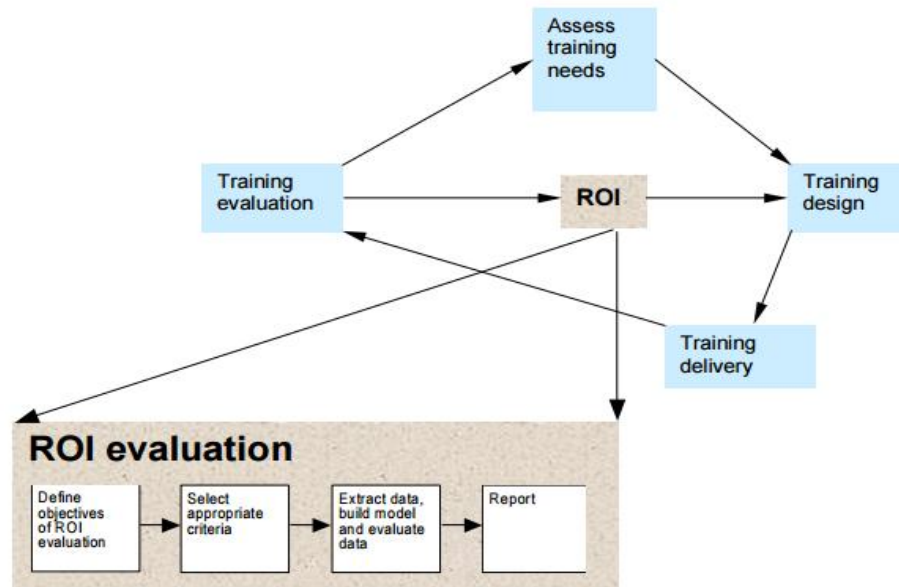 Assess
training
needs
Training
evaluation
ROI
Training
design
Training
delivery
ROI evaluation
Define
objectives
of ROI
evaluation
Select
appropriate
criteria
Extract data,
build model
and evaluate
data
Report